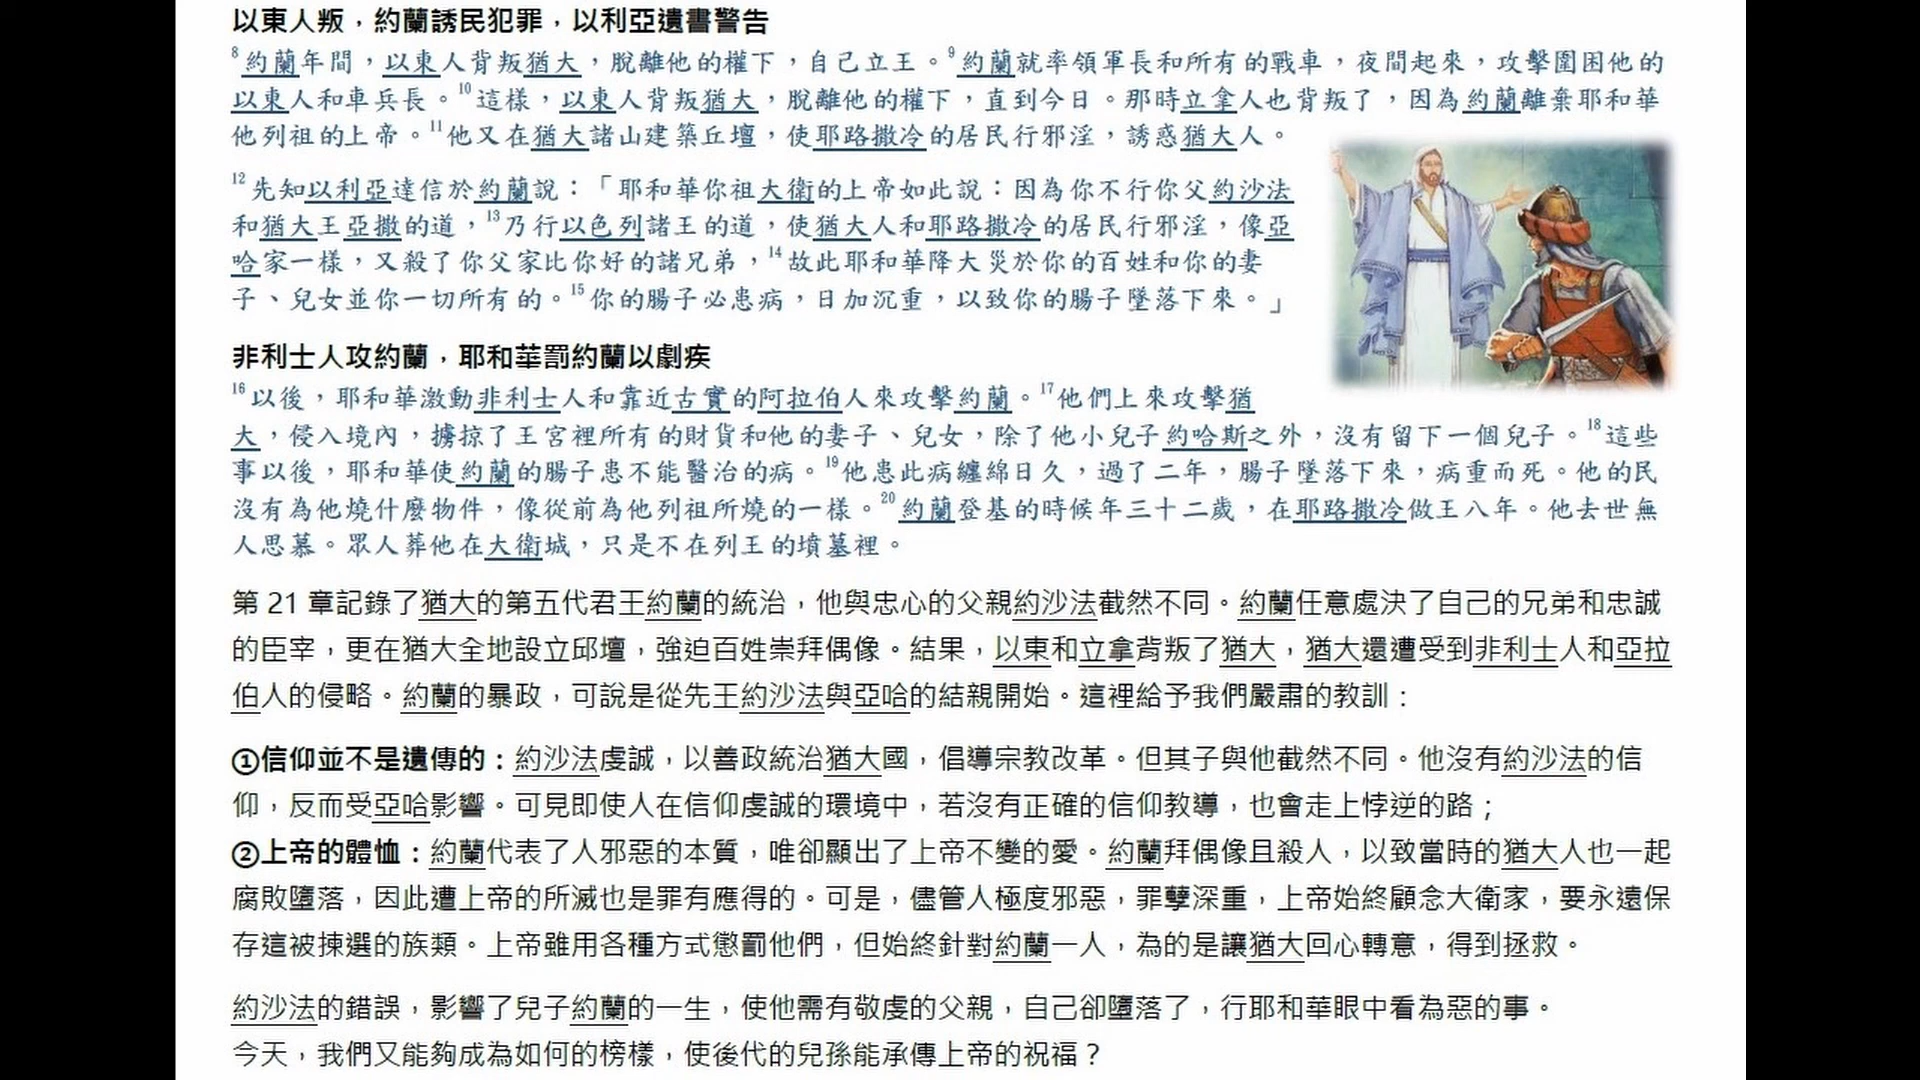 以東人叛，約蘭誘民犯罪，以利亞遺書警告
8約蘭年間，以東人背叛猶大，脫離他的權下，自己立王。9約蘭就率領軍長和所有的戰車，夜間起來，攻擊圍困他的
以東人和車兵長。10這樣，以東人背叛猶大，脫離他的權下，直到今日。那時立拿人也背叛了，因為約蘭離棄耶和華
他列祖的上帝。11他又在猶大諸山建築丘壇，使耶路撒冷的居民行邪淫，誘惑猶大人。
12先知以利亞達信於約蘭說：「耶和華你祖大衛的上帝如此說：因為你不行你父約沙法
和猶大王亞撒的道，13乃行以色列諸王的道，使猶大人和耶路撒冷的居民行邪淫，像亞
哈家一樣，又殺了你父家比你好的諸兄弟，14故此耶和華降大災於你的百姓和你的妻
子、兒女並你一切所有的。15你的腸子必患病，日加沉重，以致你的腸子墜落下來。」
非利士人攻約蘭，耶和華罰約蘭以劇疾
16以後，耶和華激動非利士人和靠近古實的阿拉伯人來攻擊約蘭。17他們上來攻擊猶
大，侵入境內，擄掠了王宮裡所有的財貨和他的妻子、兒女，除了他小兒子約哈斯之外，沒有留下一個兒子。18這些
事以後，耶和華使約蘭的腸子患不能醫治的病。19他患此病纏綿日久，過了二年，腸子墜落下來，病重而死。他的民
沒有為他燒什麼物件，像從前為他列祖所燒的一樣。20約蘭登基的時候年三十二歲，在耶路撒冷做王八年。他去世無
人思慕。眾人葬他在大衛城，只是不在列王的墳墓裡。
第 21 章記錄了猶大的第五代君王約蘭的統治，他與忠心的父親約沙法截然不同。約蘭任意處決了自己的兄弟和忠誠
的臣宰，更在猶大全地設立邱壇，強迫百姓崇拜偶像。結果，以東和立拿背叛了猶大，猶大還遭受到非利士人和亞拉
伯人的侵略。約蘭的暴政，可說是從先王約沙法與亞哈的結親開始。這裡給予我們嚴肅的教訓：
①信仰並不是遺傳的：約沙法虔誠，以善政統治猶大國，倡導宗教改革。但其子與他截然不同。他沒有約沙法的信
仰，反而受亞哈影響。可見即使人在信仰虔誠的環境中，若沒有正確的信仰教導，也會走上悖逆的路；
②上帝的體恤：約蘭代表了人邪惡的本質，唯卻顯出了上帝不變的愛。約蘭拜偶像且殺人，以致當時的猶大人也一起
腐敗墮落，因此遭上帝的所滅也是罪有應得的。可是，儘管人極度邪惡，罪孽深重，上帝始終顧念大衛家，要永遠保
存這被揀選的族類。上帝雖用各種方式懲罰他們，但始終針對約蘭一人，為的是讓猶大回心轉意，得到拯救。
約沙法的錯誤，影響了兒子約蘭的一生，使他需有敬虔的父親，自己卻墮落了，行耶和華眼中看為惡的事。
今天，我們又能夠成為如何的榜樣，使後代的兒孫能承傳上帝的祝福？